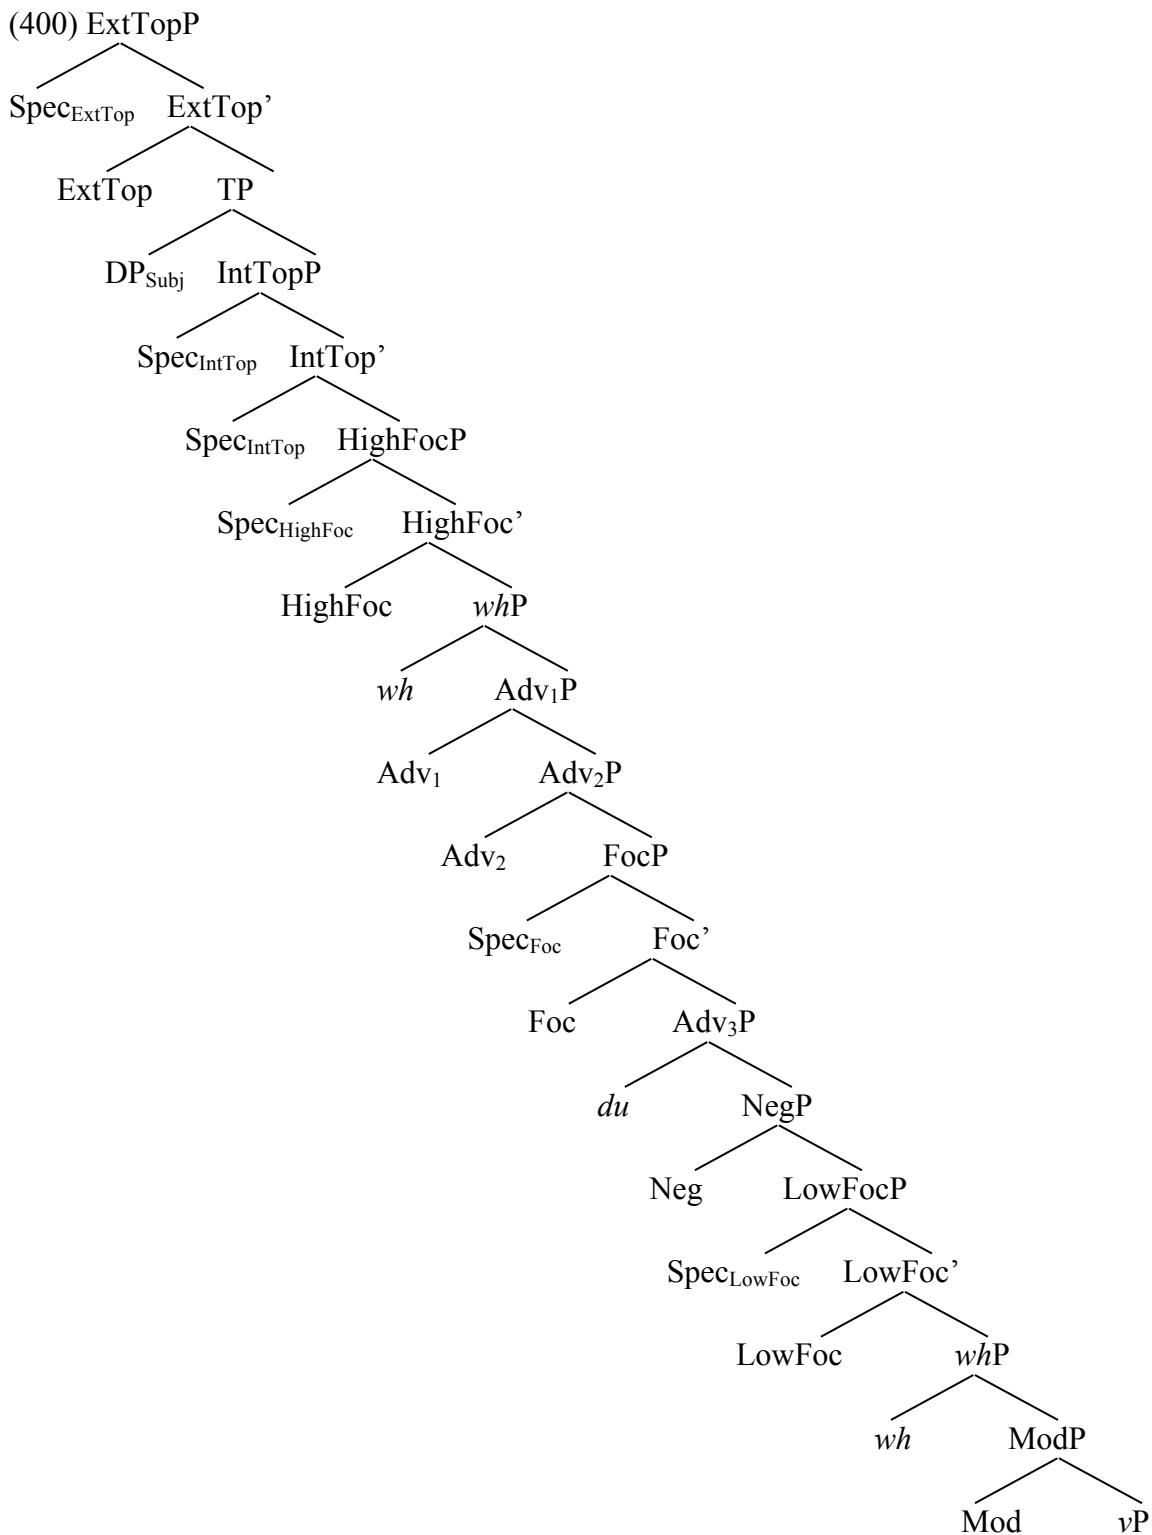 (400) ExtTopP
SpecExtTop ExtTop’
ExtTop TP
DPSubj IntTopP
SpecIntTop IntTop’
SpecIntTop HighFocP
SpecHighFoc HighFoc’
HighFoc whP
wh Adv1P
Adv1 Adv2P
Adv2 FocP
SpecFoc Foc’
Foc Adv3P
du NegP
Neg LowFocP
SpecLowFoc LowFoc’
LowFoc whP
wh ModP
Mod vP